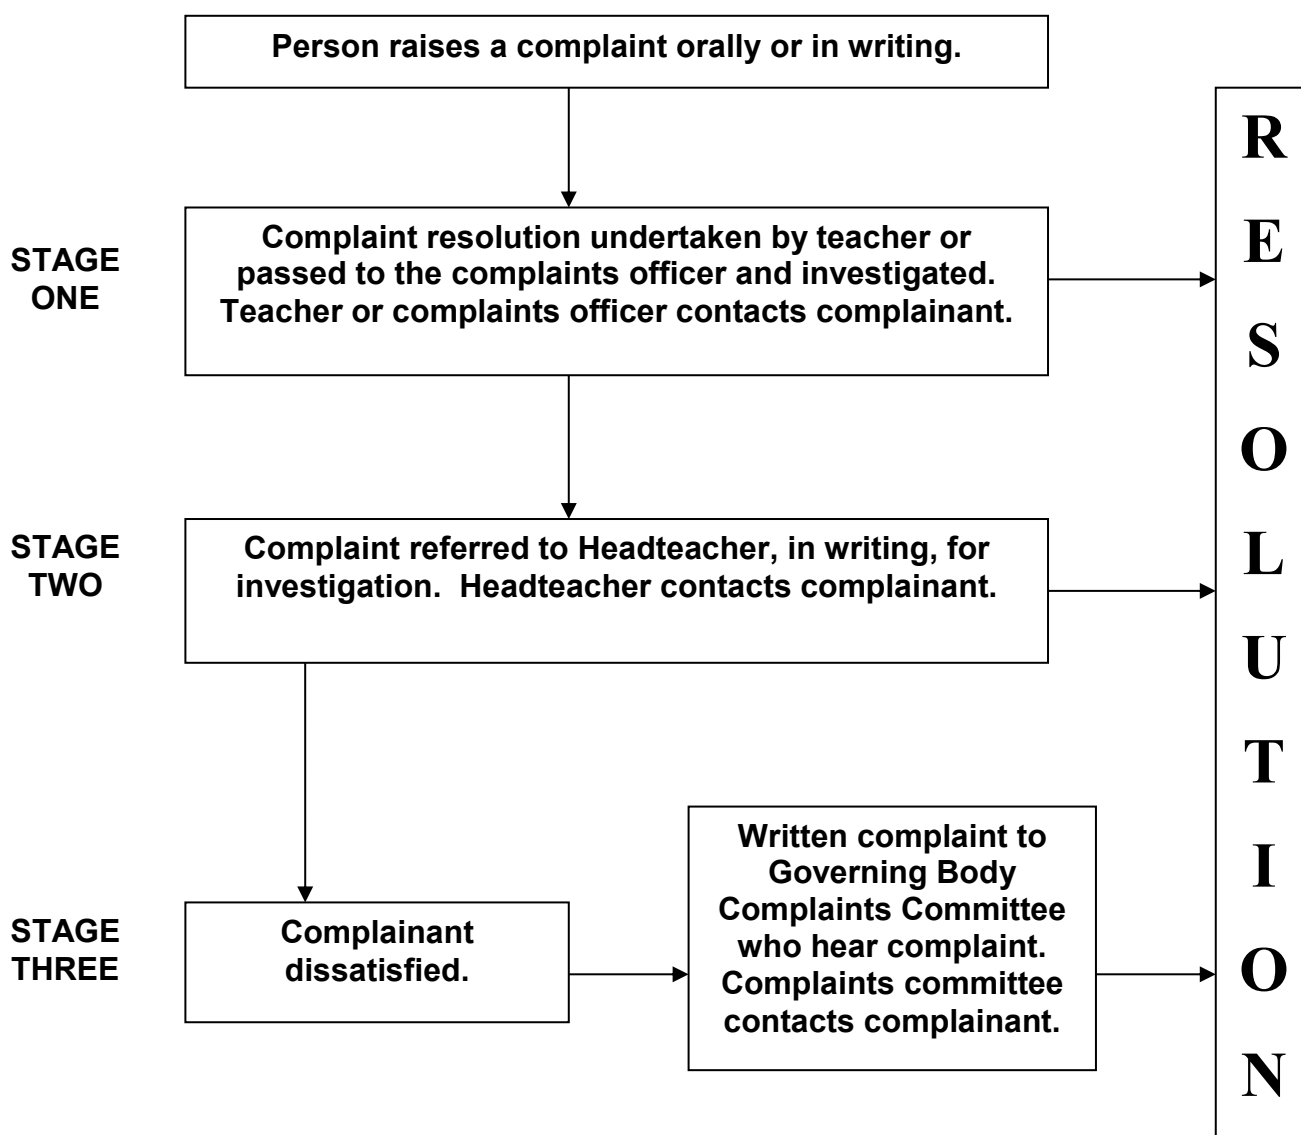 Person raises a complaint orally or in writing.
STAGE
ONE
Complaint resolution undertaken by teacher or
passed to the complaints officer and investigated.
Teacher or complaints officer contacts complainant.
STAGE
TWO
Complaint referred to Headteacher, in writing, for
investigation.  Headteacher contacts complainant.
STAGE
THREE
Complainant
dissatisfied.
Written complaint to
Governing Body
Complaints Committee
who hear complaint.
Complaints committee
contacts complainant.
R
E
S
O
L
U
T
I
O
N